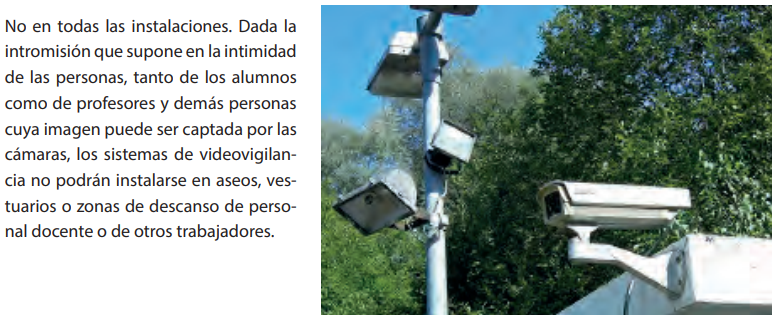 No en todas las instalaciones. Dada la
intromisión que supone en la intimidad
de las personas, tanto de los alumnos
como de profesores y demás personas
cuya imagen puede ser captada por las
cámaras, los sistemas de videovigilan-
cia no podrán instalarse en aseos, ves-
tuarios o zonas de descanso de perso-
nal docente o de otros trabajadores.